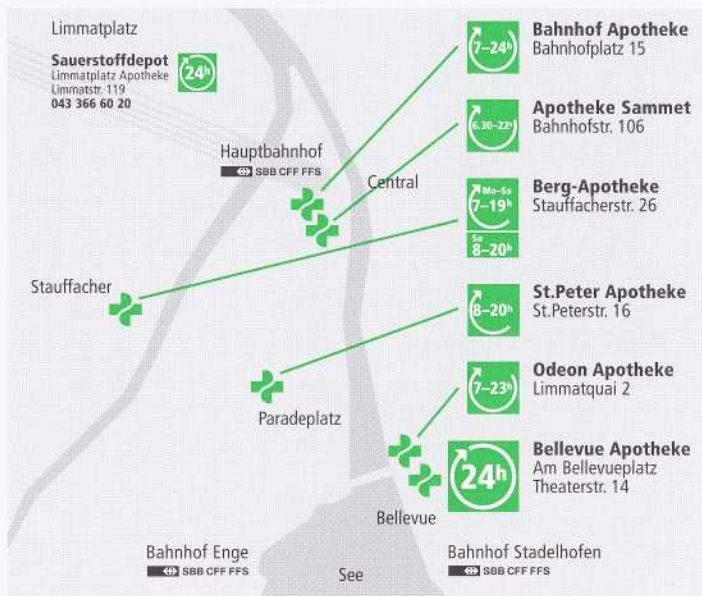 Limmatplatz
Sauerstoffdepot
Limmatplatz Apotheke
Limmatstr. 119
043 366 60 20
24h
7–24h
Bahnhof Apotheke
Bahnhofplatz 15
6.30–22h
Apotheke Sammet
Bahnhofstr. 106
Hauptbahnhof
SBB CFF FFS
Central
Mo–Sa
7–19h
So
8–20h
Berg-Apotheke
Stauffacherstr. 26
Stauffacher
8–20h
St.Peter Apotheke
St.Peterstr. 16
Paradeplatz
7–23h
Odeon Apotheke
Limmatquai 2
24h
Bellevue Apotheke
Am Bellevueplatz
Theaterstr. 14
Bellevue
Bahnhof Enge
SBB CFF FFS
See
Bahnhof Stadelhofen
SBB CFF FFS